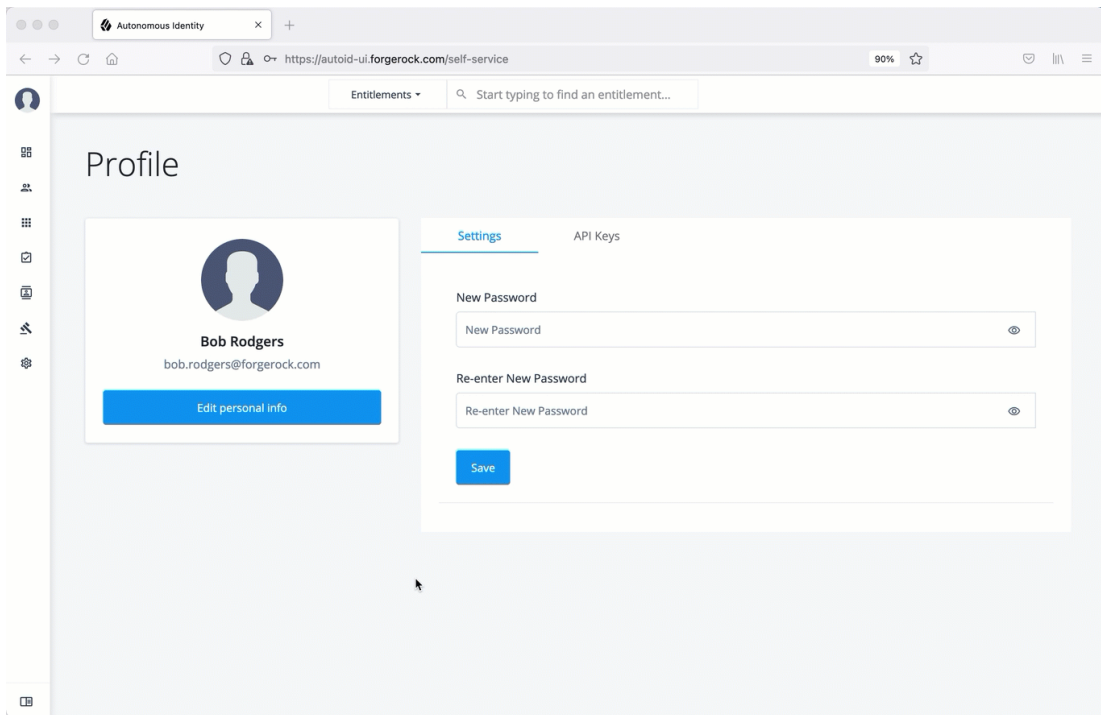 Autonomous Identity
https://autoid-ui.forgerock.com/self-service
90%
Entitlements
Start typing to find an entitlement...
Profile
Bob Rodgers
bob.rodgers@forgerock.com
Edit personal info
Settings
API Keys
New Password
New Password
Re-enter New Password
Re-enter New Password
Save